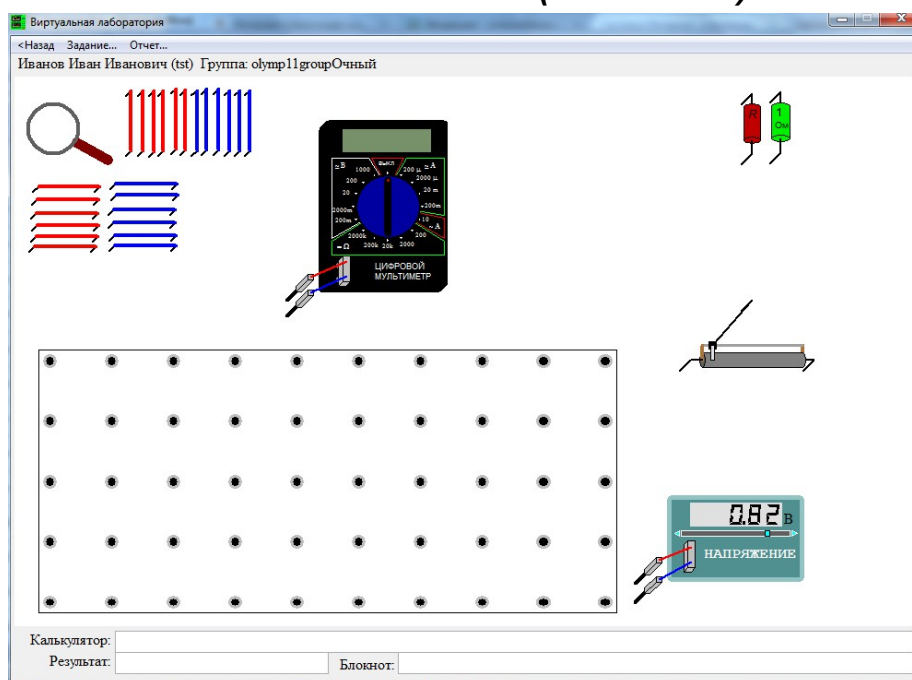 Виртуальная лаборатория
<Назад Задание... Отчет...
Иванов Иван Иванович (tst) Группа: olymp11groupОчный
R
1
Ом
≃В
ВЫКЛ
≃А
1000
200 μ
200
2000 μ
20
20 m
2000m
200m
200m
10
~А
2000k
200
=Ω
200k
20k
2000
ЦИФРОВОЙ
МУЛЬТИМЕТР
0.82 В
НАПРЯЖЕНИЕ
Калькулятор:
Результат:
Блокнот: